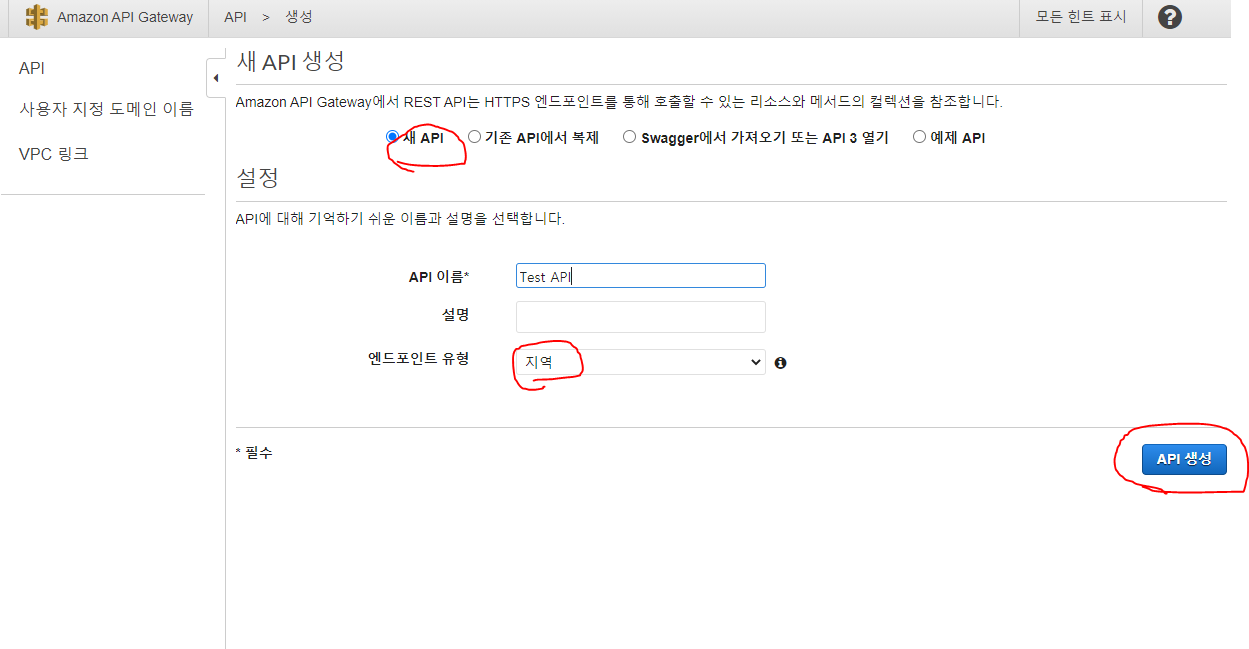 Amazon API Gateway API > 생성 모든 힌트 표시 ?
API
사용자 지정 도메인 이름
VPC 링크
새 API 생성
Amazon API Gateway에서 REST API는 HTTPS 엔드포인트를 통해 호출할 수 있는 리소스와 메서드의 컬렉션을 참조합니다.
새 API 기존 API에서 복제 Swagger에서 가져오기 또는 API 3 열기 예제 API
설정
API에 대해 기억하기 쉬운 이름과 설명을 선택합니다.
API 이름* Test API
설명
엔드포인트 유형 지역
* 필수
API 생성